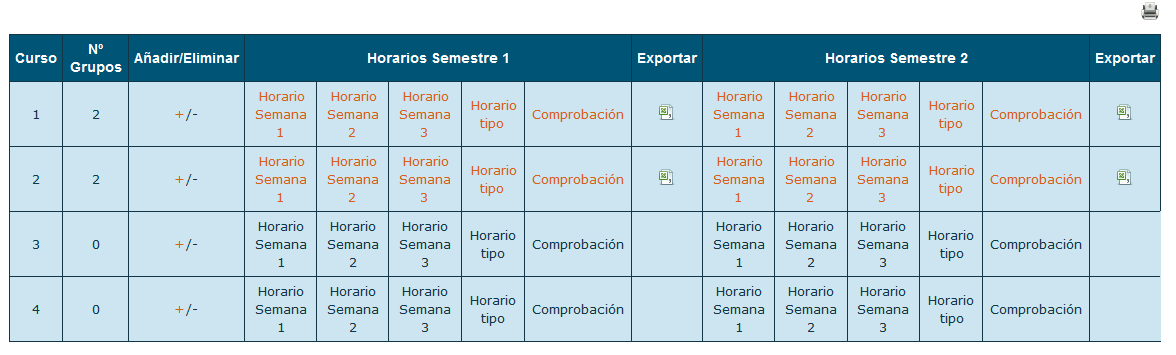 Curso Nº Grupos Añadir/Eliminar Horarios Semestre 1 Exportar Horarios Semestre 2 Exportar
1 2 +/- Horario Semana 1 Horario Semana 2 Horario Semana 3 Horario tipo Comprobación Horario Semana 1 Horario Semana 2 Horario Semana 3 Horario tipo Comprobación
2 2 +/- Horario Semana 1 Horario Semana 2 Horario Semana 3 Horario tipo Comprobación Horario Semana 1 Horario Semana 2 Horario Semana 3 Horario tipo Comprobación
3 0 +/- Horario Semana 1 Horario Semana 2 Horario Semana 3 Horario tipo Comprobación Horario Semana 1 Horario Semana 2 Horario Semana 3 Horario tipo Comprobación
4 0 +/- Horario Semana 1 Horario Semana 2 Horario Semana 3 Horario tipo Comprobación Horario Semana 1 Horario Semana 2 Horario Semana 3 Horario tipo Comprobación